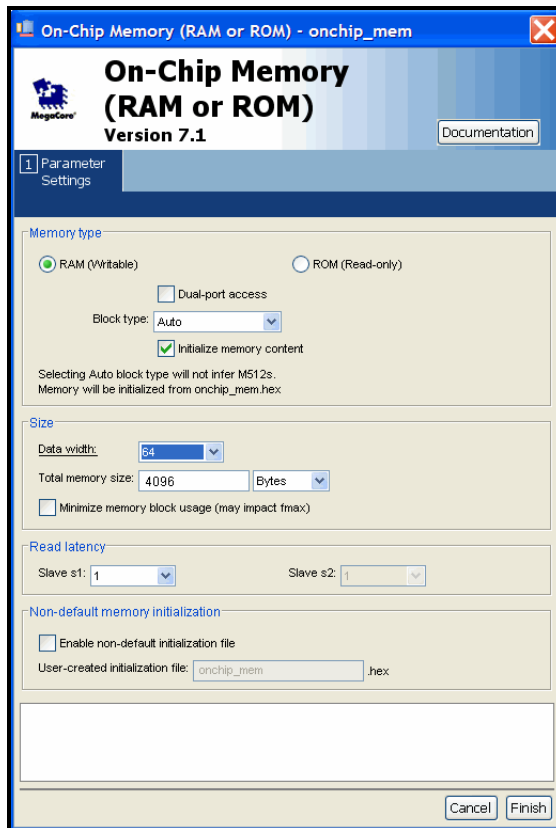 On-Chip Memory (RAM or ROM) - onchip_mem
On-Chip Memory
(RAM or ROM)
MegaCore®
Version 7.1
Documentation
1 Parameter
Settings
Memory type
RAM (Writable) ROM (Read-only)
Dual-port access
Block type: Auto
Initialize memory content
Selecting Auto block type will not infer M512s.
Memory will be initialized from onchip_mem.hex
Size
Data width: 64
Total memory size: 4096 Bytes
Minimize memory block usage (may impact fmax)
Read latency
Slave s1: 1 Slave s2: 1
Non-default memory initialization
Enable non-default initialization file
User-created initialization file: onchip_mem .hex
Cancel Finish